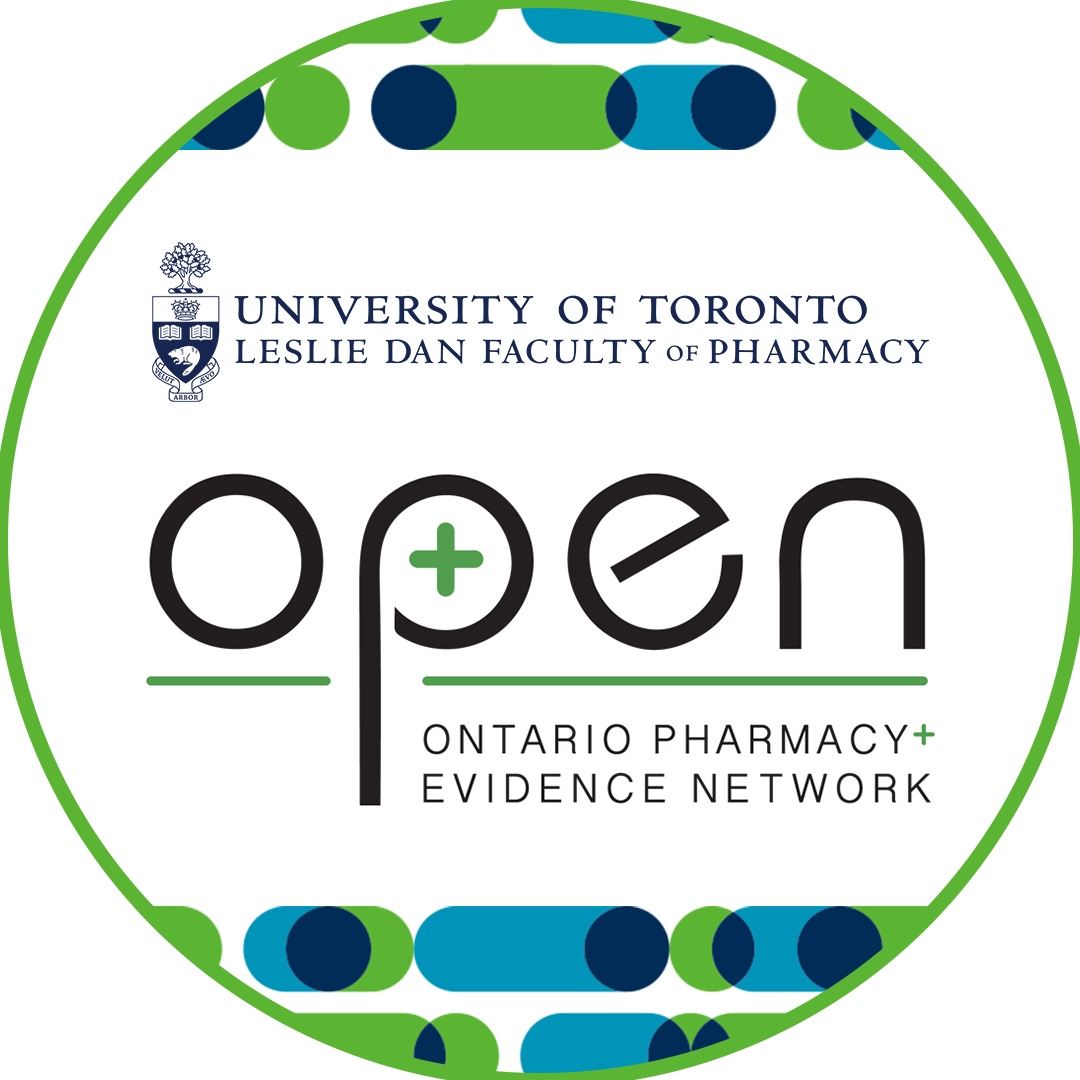 UNIVERSITY OF TORONTO
LESLIE DAN FACULTY OF PHARMACY
VELUT ARBOR ÆVO
open
ONTARIO PHARMACY+
EVIDENCE NETWORK